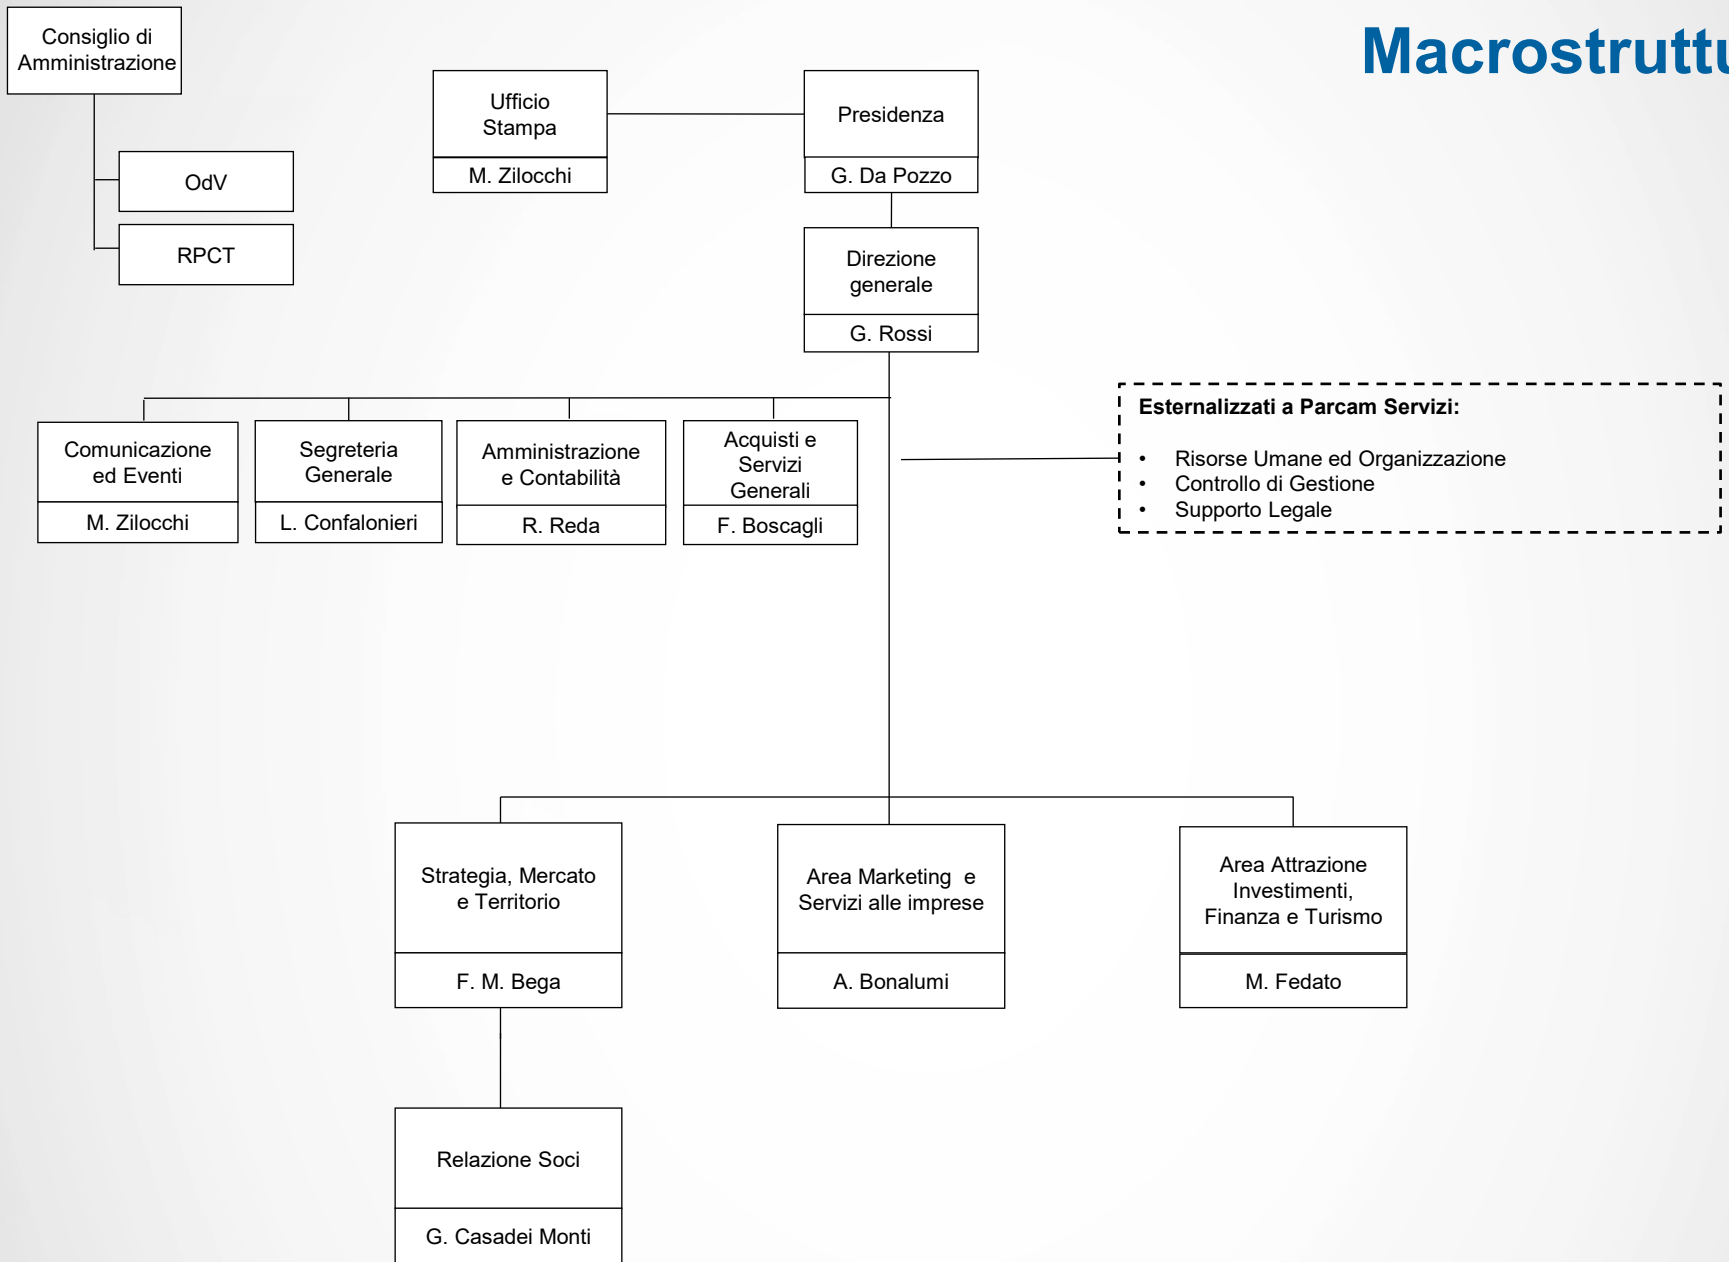 Macrostruttu
Consiglio di
Amministrazione
OdV
RPCT
Ufficio
Stampa
M. Zilocchi
Presidenza
G. Da Pozzo
Direzione
generale
G. Rossi
Comunicazione
ed Eventi
M. Zilocchi
Segreteria
Generale
L. Confalonieri
Amministrazione
e Contabilità
R. Reda
Acquisti e
Servizi
Generali
F. Boscagli
Esternalizzati a Parcam Servizi:
• Risorse Umane ed Organizzazione
• Controllo di Gestione
• Supporto Legale
Strategia, Mercato
e Territorio
F. M. Bega
Area Marketing e
Servizi alle imprese
A. Bonalumi
Area Attrazione
Investimenti,
Finanza e Turismo
M. Fedato
Relazione Soci
G. Casadei Monti